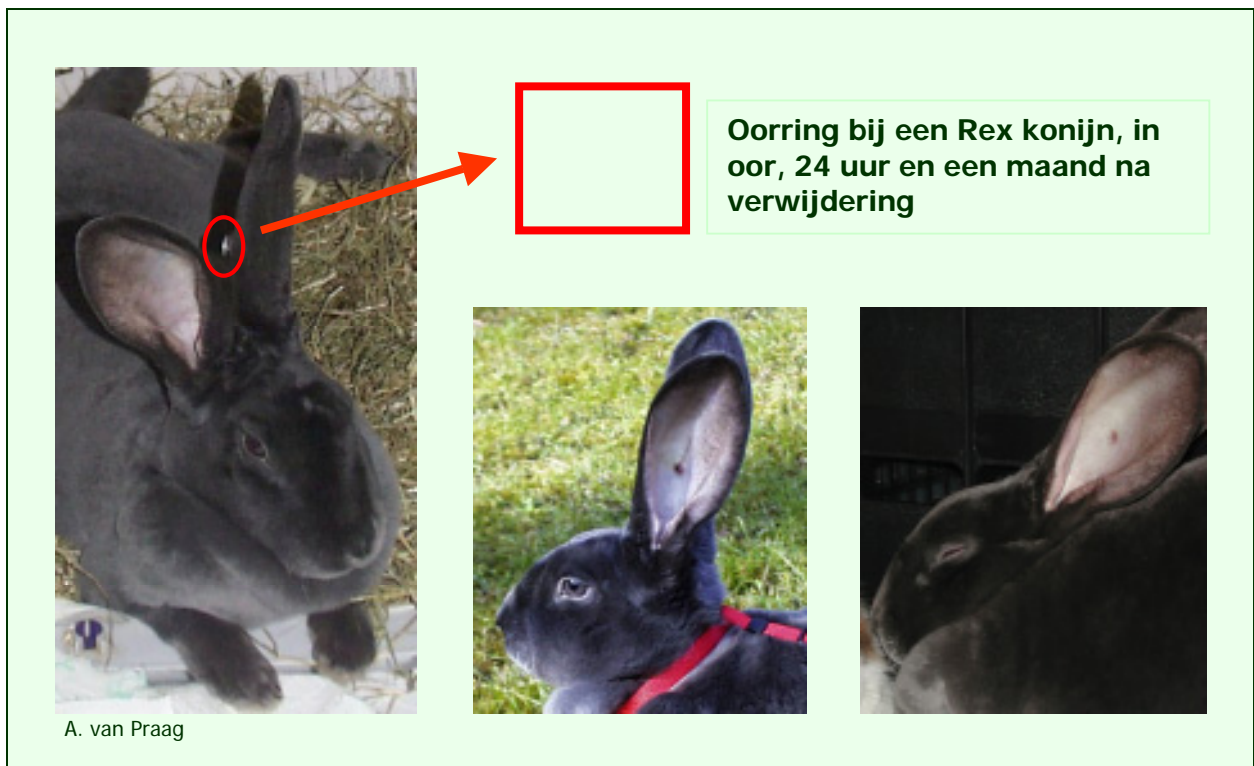 Oorring bij een Rex konijn, in
oor, 24 uur en een maand na
verwijdering
A. van Praag